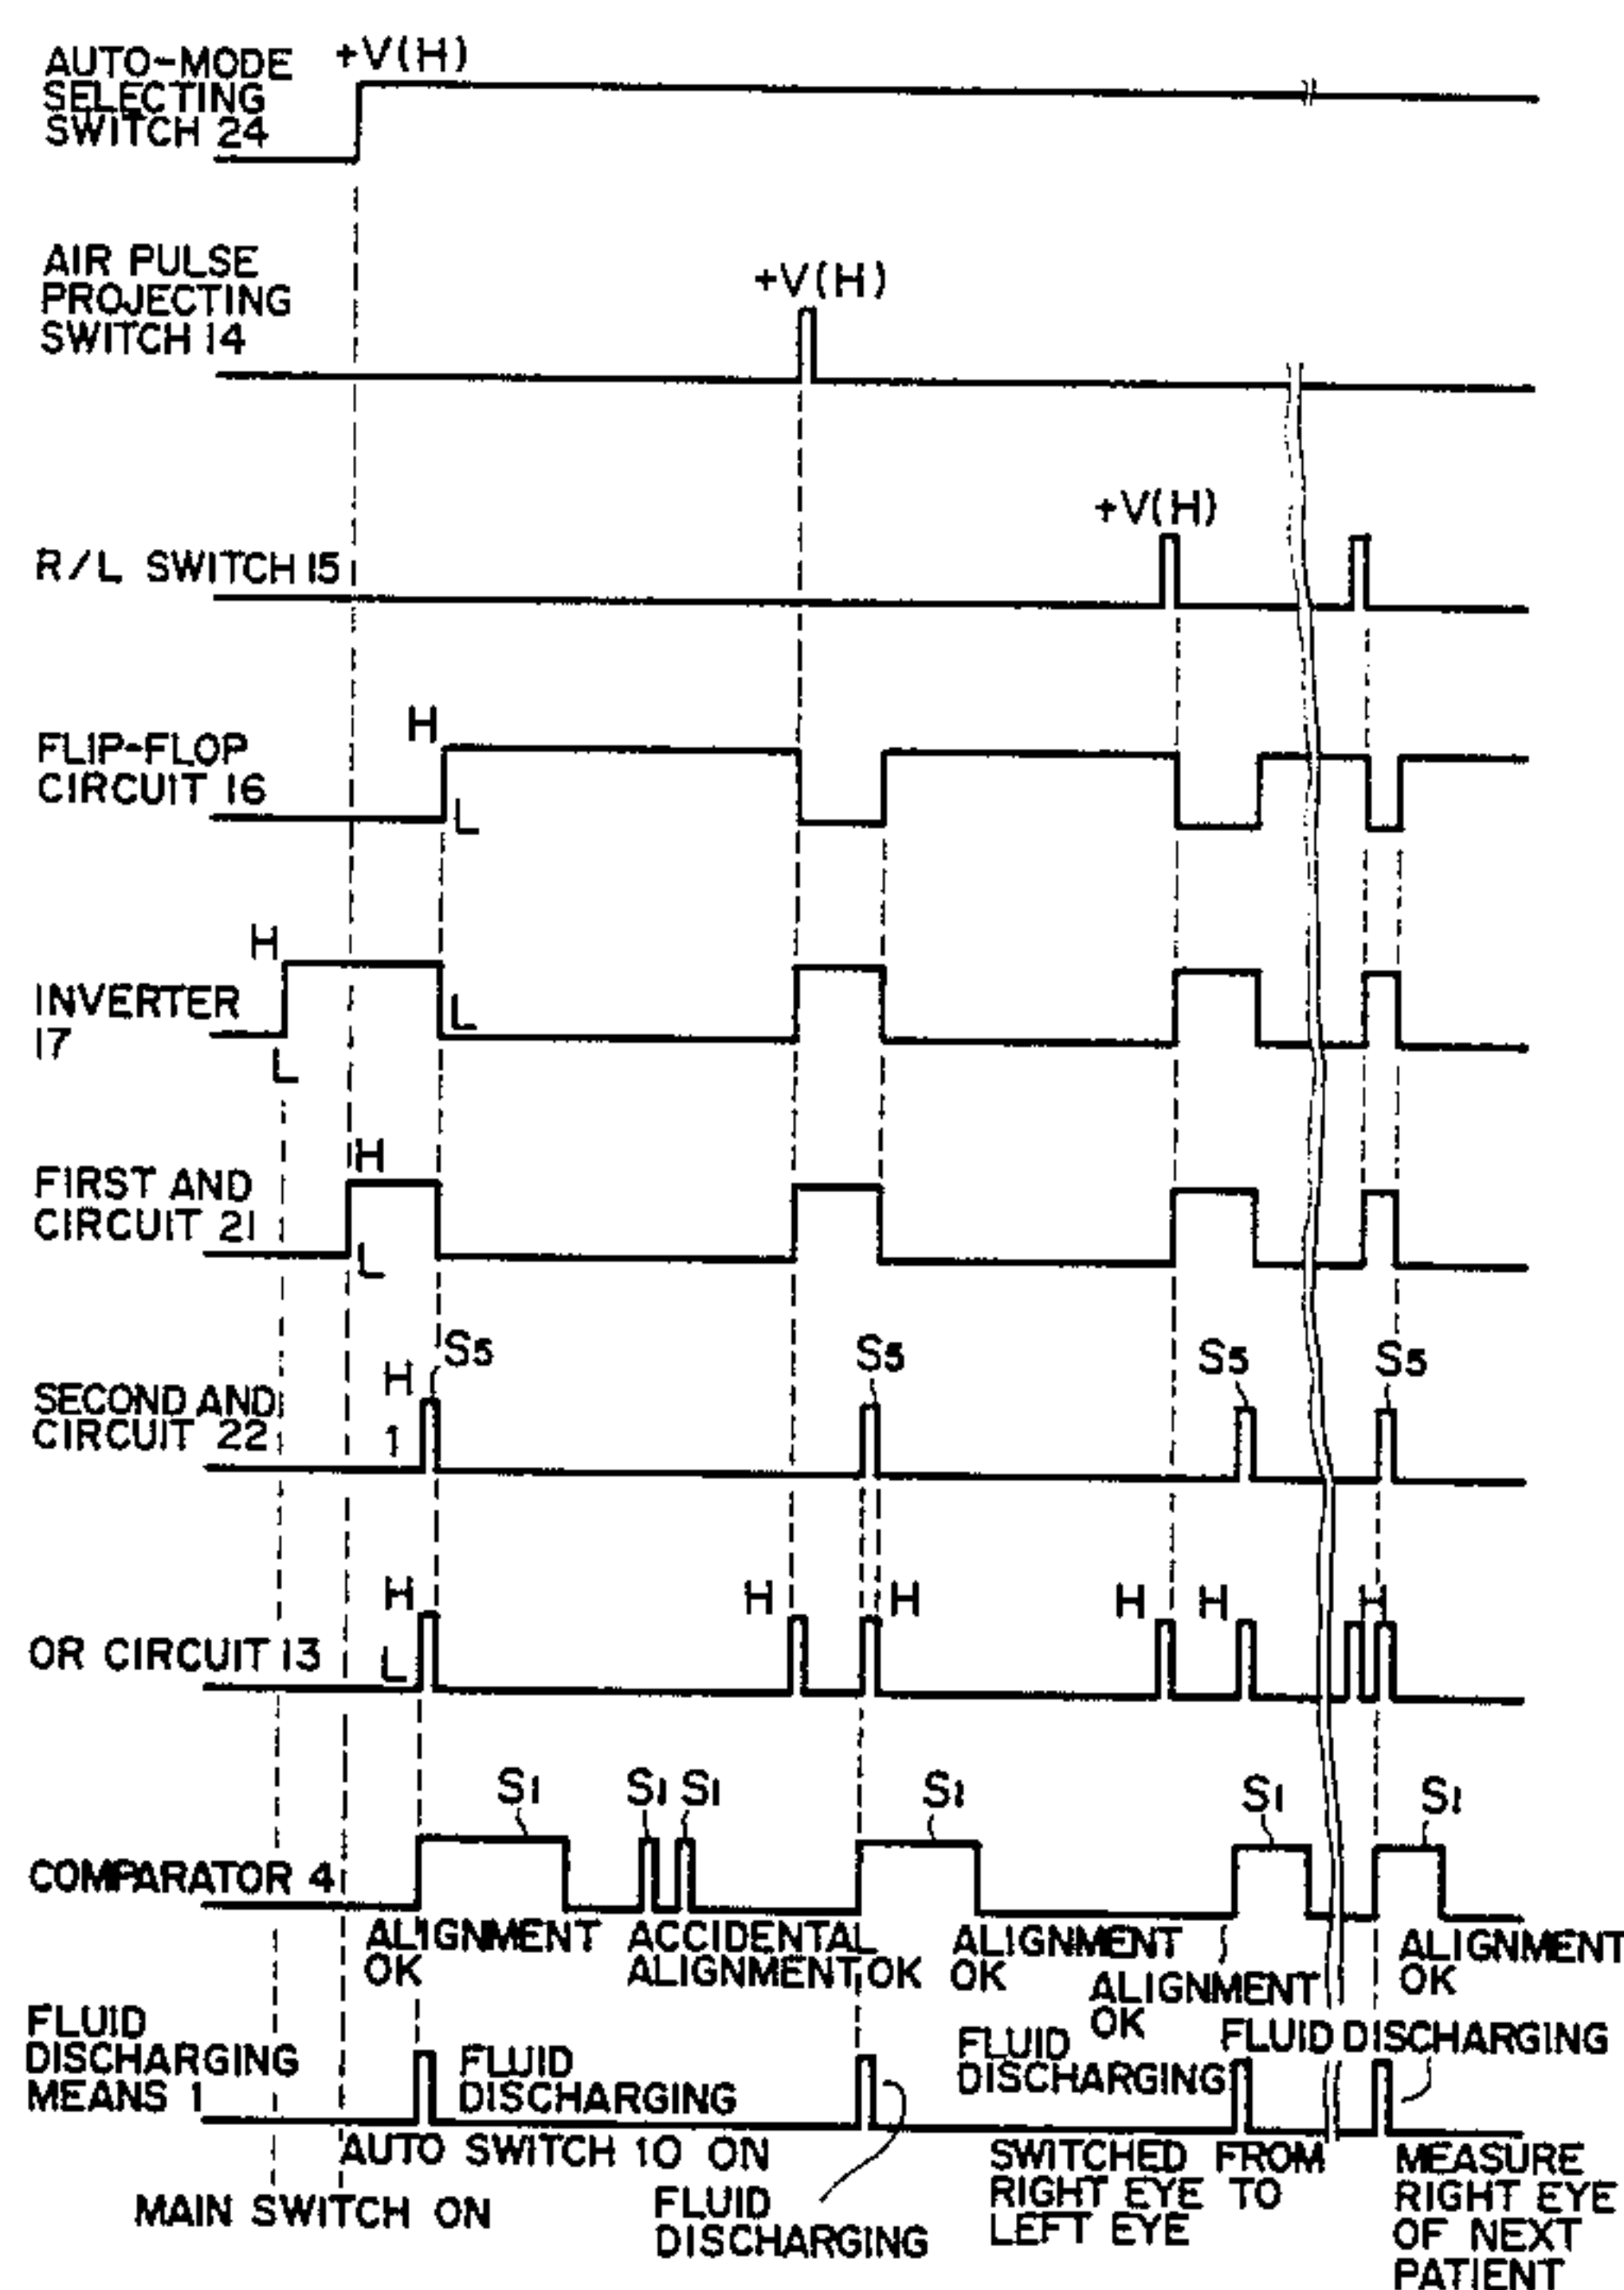 AUTO-MODE
SELECTING
SWITCH 24
+V(H)
AIR PULSE
PROJECTING
SWITCH 14
+V(H)
R/L SWITCH 15
+V(H)
FLIP-FLOP
CIRCUIT 16
H
L
INVERTER
17
H
L
L
FIRST AND
CIRCUIT 21
H
L
SECOND AND
CIRCUIT 22
H
1
S5
S5
S5
S5
OR CIRCUIT 13
H
L
H
H
H
H
H
COMPARATOR 4
S1
S1
S1
S1
S1
S1
ALIGNMENT
OK
ACCIDENTAL
ALIGNMENT OK
ALIGNMENT
OK
ALIGNMENT
OK
ALIGNMENT
OK
FLUID
DISCHARGING
MEANS 1
FLUID
DISCHARGING
FLUID
DISCHARGING
FLUID DISCHARGING
AUTO SWITCH 10 ON
MAIN SWITCH ON
FLUID
DISCHARGING
SWITCHED FROM
RIGHT EYE TO
LEFT EYE
MEASURE
RIGHT EYE
OF NEXT
PATIENT